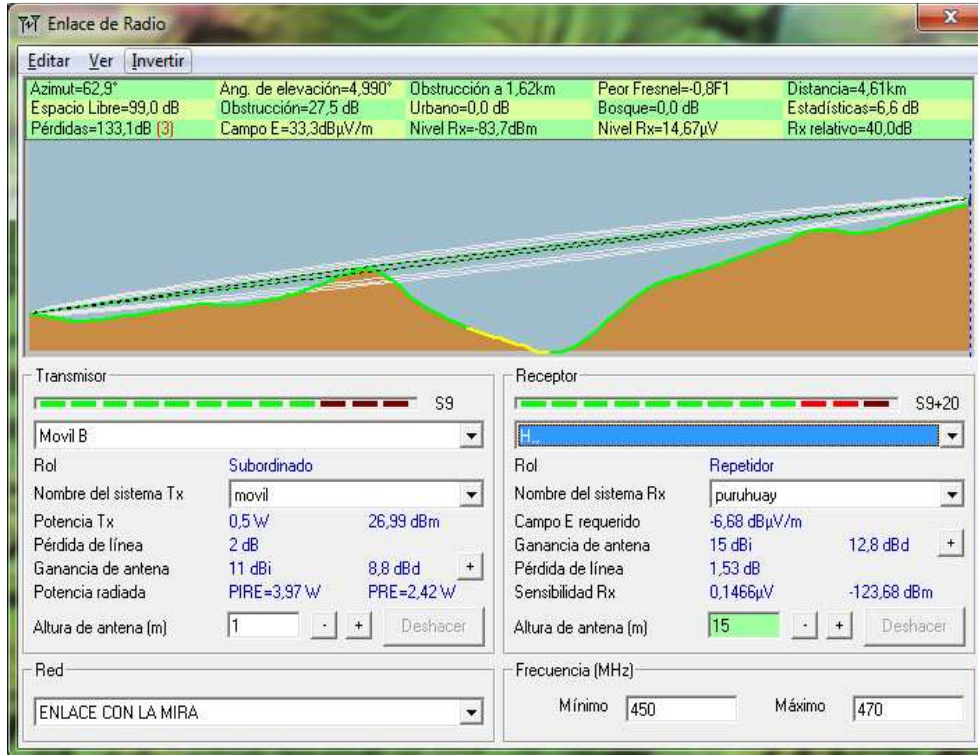 Enlace de Radio
Editar Ver Invertir
Azimut=62,9° Ang. de elevación=4,990° Obstrucción a 1,62km Peor Fresnel=-0,8F1 Distancia=4,61km
Espacio Libre=99,0 dB Obstrucción=27,5 dB Urbano=0,0 dB Bosque=0,0 dB Estadísticas=6,6 dB
Pérdidas=133,1dB (3) Campo E=33,3dBµV/m Nivel Rx=-83,7dBm Nivel Rx=14,67µV Rx relativo=40,0dB
Transmisor
S9
Movil B
Rol Subordinado
Nombre del sistema Tx movil
Potencia Tx 0,5 W 26,99 dBm
Pérdida de línea 2 dB
Ganancia de antena 11 dBi 8,8 dBd +
Potencia radiada PIRE=3,97 W PRE=2,42 W
Altura de antena (m) 1 - + Deshacer
Receptor
S9+20
Rol Repetidor
Nombre del sistema Rx puruhuay
Campo E requerido -6,68 dBµV/m
Ganancia de antena 15 dBi 12,8 dBd +
Pérdida de línea 1,53 dB
Sensibilidad Rx 0,1466µV -123,68 dBm
Altura de antena (m) 15 - + Deshacer
Red
ENLACE CON LA MIRA
Frecuencia (MHz)
Mínimo 450 Máximo 470